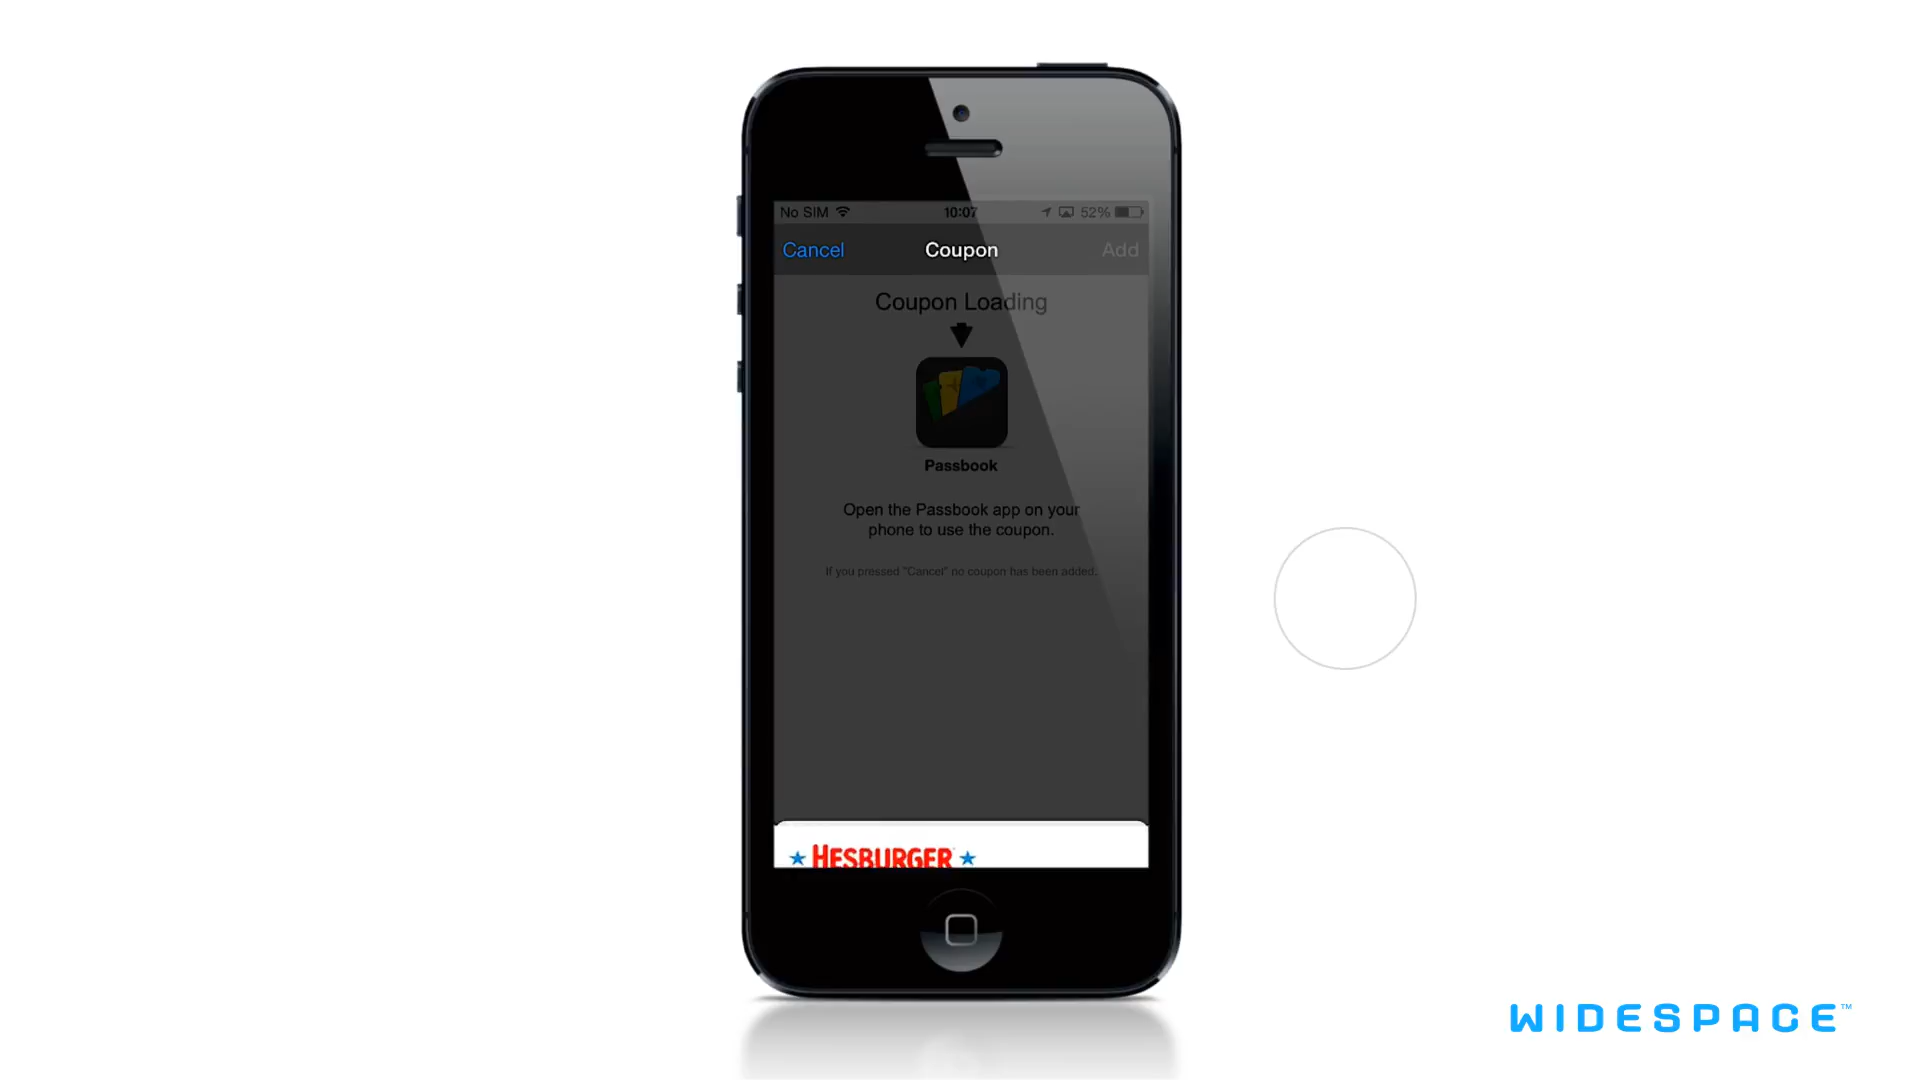 No SIM 10:07 52%
Cancel Coupon Add
Coupon Loading
Passbook
Open the Passbook app on your
phone to use the coupon.
If you pressed "Cancel" no coupon has been added.
HESBURGER
WIDESPACE™